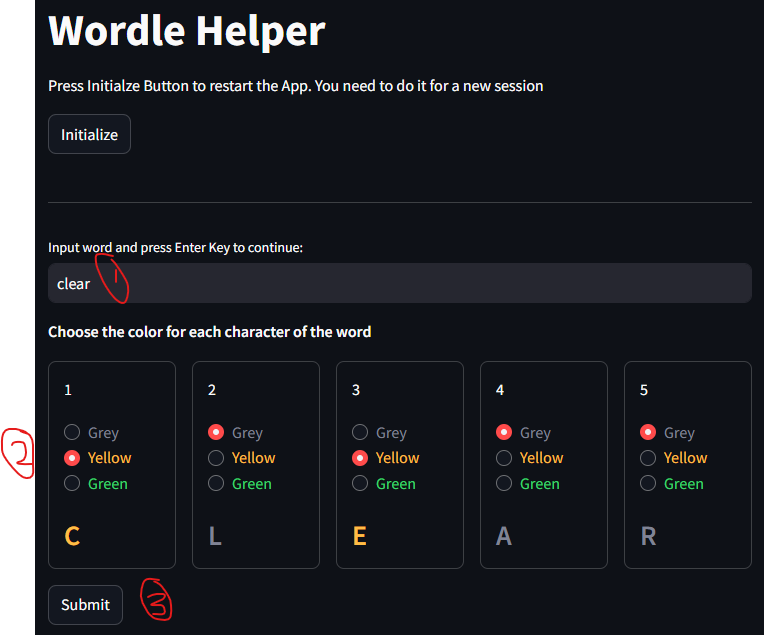 Wordle Helper
Press Initialze Button to restart the App. You need to do it for a new session
Initialize
Input word and press Enter Key to continue:
clear 1
Choose the color for each character of the word
1 2 3 4 5
Grey Grey Grey Grey Grey
2 Yellow Yellow Yellow Yellow Yellow
Green Green Green Green Green
C L E A R
Submit 3